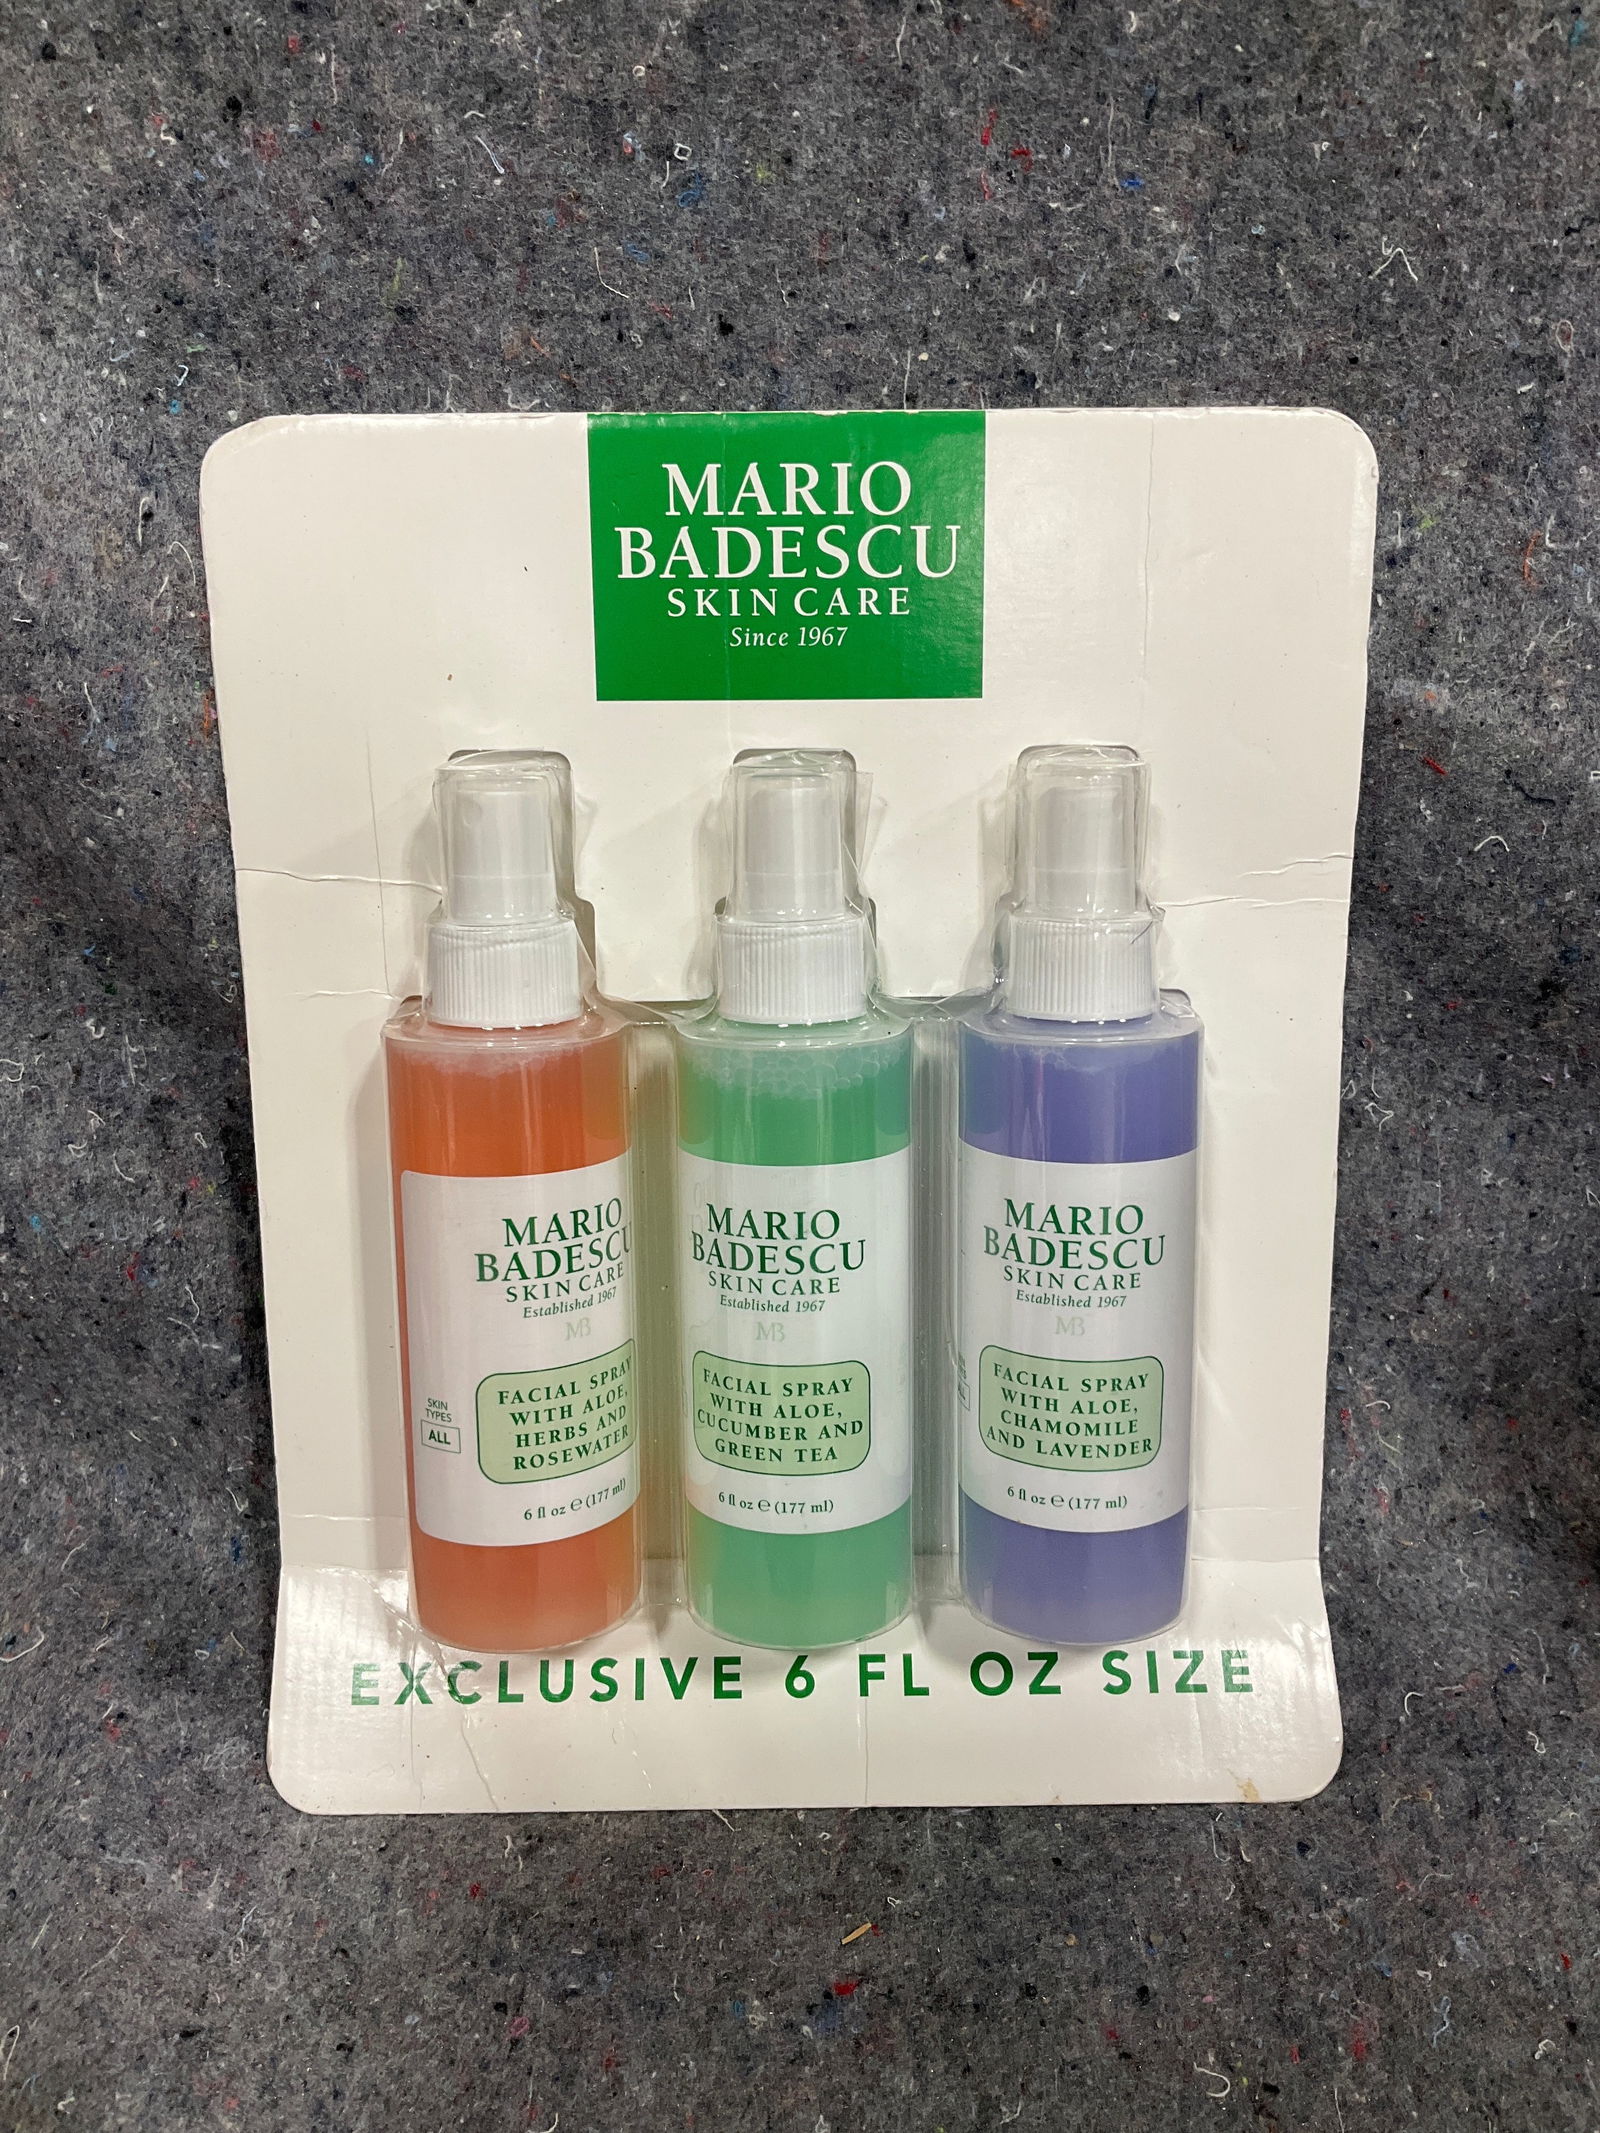 MARIO
BADESCU
SKIN CARE
Since 1967
MARIO
BADESCU
SKIN CARE
Established 1967
MB
SKIN
TYPES
ALL
FACIAL SPRAY
WITH ALOE,
HERBS AND
ROSEWATER
6 fl oz ℮ (177 ml)
MARIO
BADESCU
SKIN CARE
Established 1967
MB
FACIAL SPRAY
WITH ALOE,
CUCUMBER AND
GREEN TEA
6 fl oz ℮ (177 ml)
MARIO
BADESCU
SKIN CARE
Established 1967
MB
FACIAL SPRAY
WITH ALOE,
CHAMOMILE
AND LAVENDER
6 fl oz ℮ (177 ml)
EXCLUSIVE 6 FL OZ SIZE